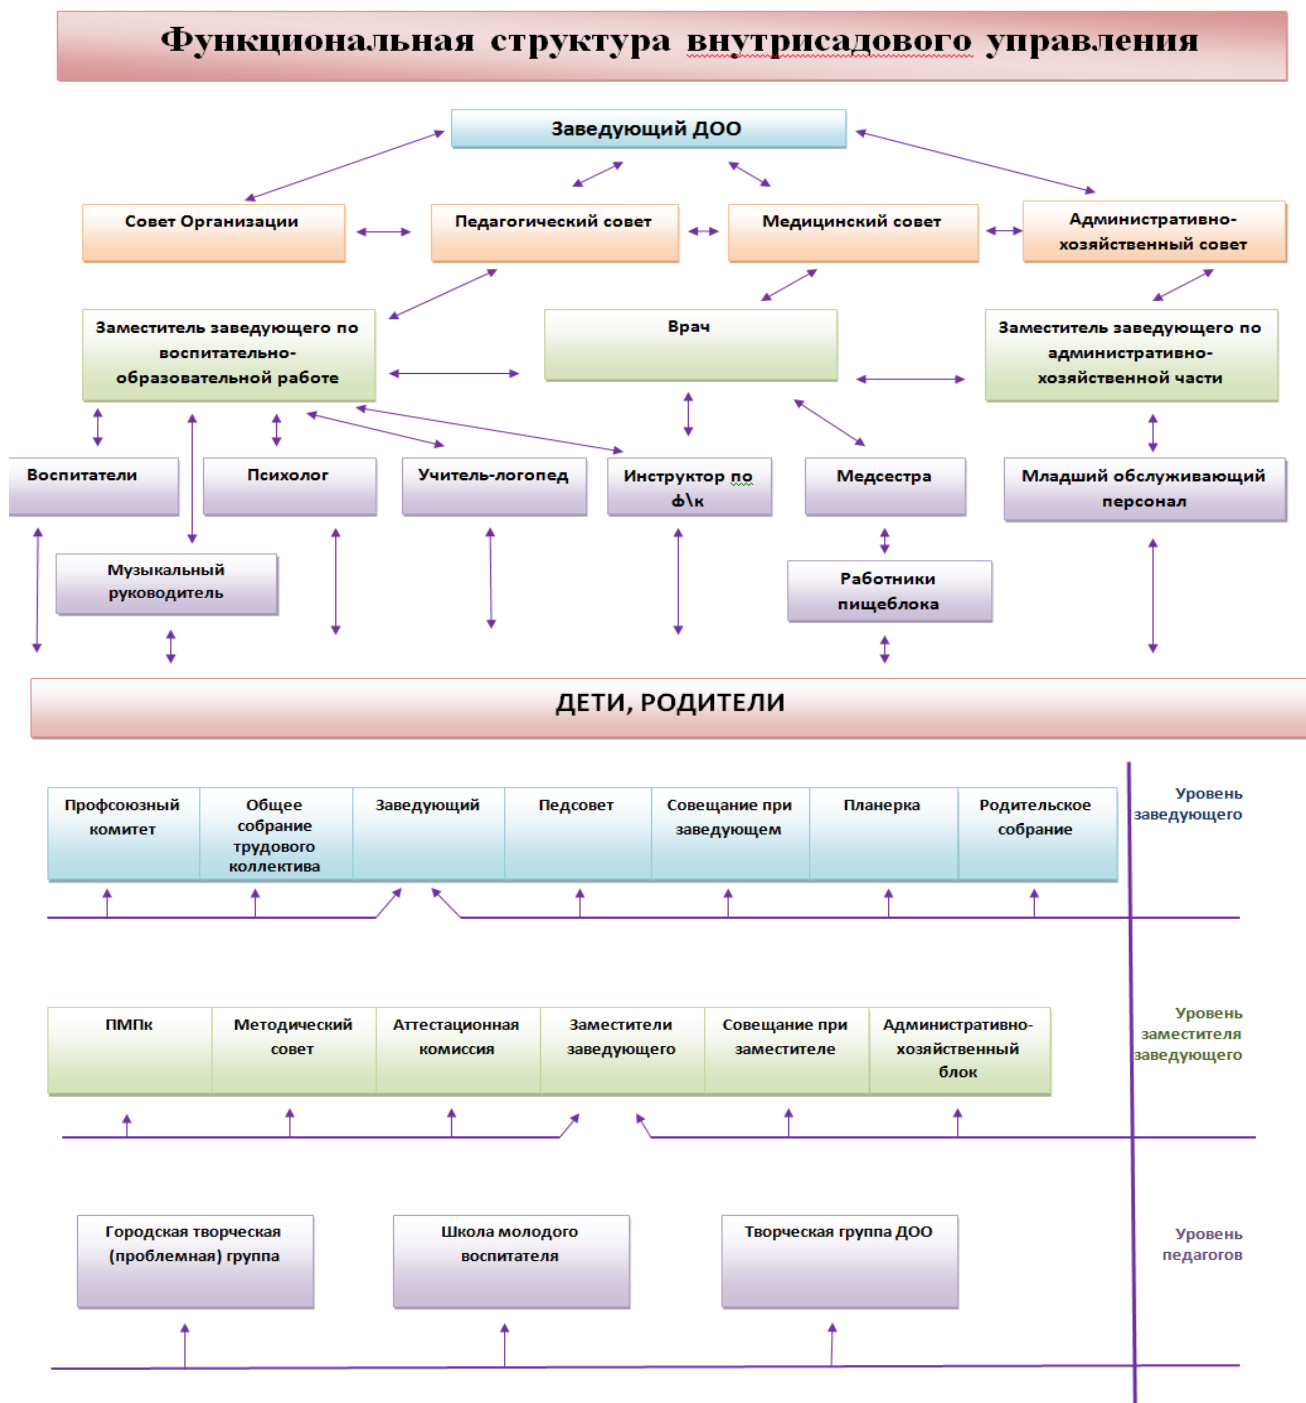 Функциональная структура внутрисадового управления
Заведующий ДОО
Совет Организации
Педагогический совет
Медицинский совет
Административно-
хозяйственный совет
Заместитель заведующего по
воспитательно-
образовательной работе
Врач
Заместитель заведующего по
административно-
хозяйственной части
Воспитатели
Психолог
Учитель-логопед
Инструктор по
ф\к
Медсестра
Младший обслуживающий
персонал
Музыкальный
руководитель
Работники
пищеблока
ДЕТИ, РОДИТЕЛИ
Профсоюзный
комитет
Общее
собрание
трудового
коллектива
Заведующий
Педсовет
Совещание при
заведующем
Планерка
Родительское
собрание
Уровень
заведующего
ПМПк
Методический
совет
Аттестационная
комиссия
Заместители
заведующего
Совещание при
заместителе
Административно-
хозяйственный
блок
Уровень
заместителя
заведующего
Городская творческая
(проблемная) группа
Школа молодого
воспитателя
Творческая группа ДОО
Уровень
педагогов